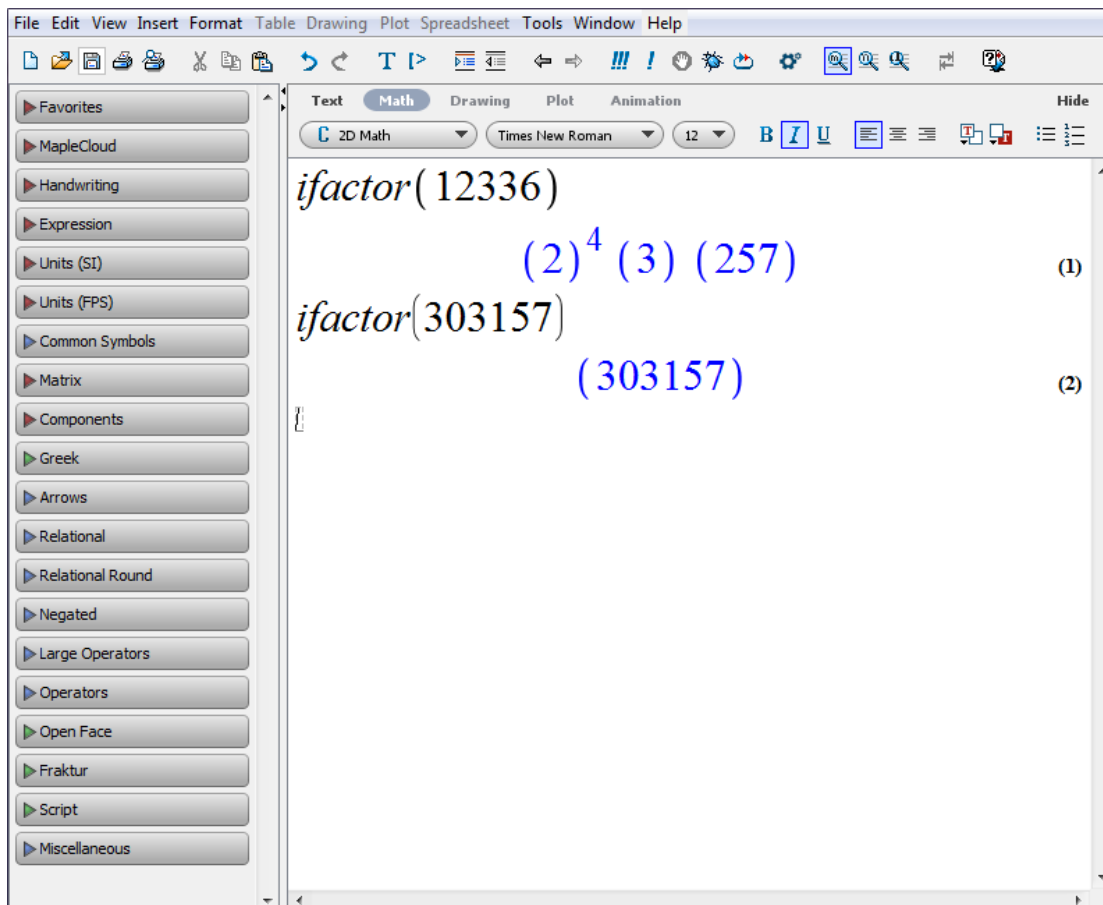 File Edit View Insert Format Table Drawing Plot Spreadsheet Tools Window Help
Favorites
MapleCloud
Handwriting
Expression
Units (SI)
Units (FPS)
Common Symbols
Matrix
Components
Greek
Arrows
Relational
Relational Round
Negated
Large Operators
Operators
Open Face
Fraktur
Script
Miscellaneous
Text Math Drawing Plot Animation Hide
C 2D Math Times New Roman 12 B I U
ifactor(12336)
(2)^4 (3) (257) (1)
ifactor(303157)
(303157) (2)